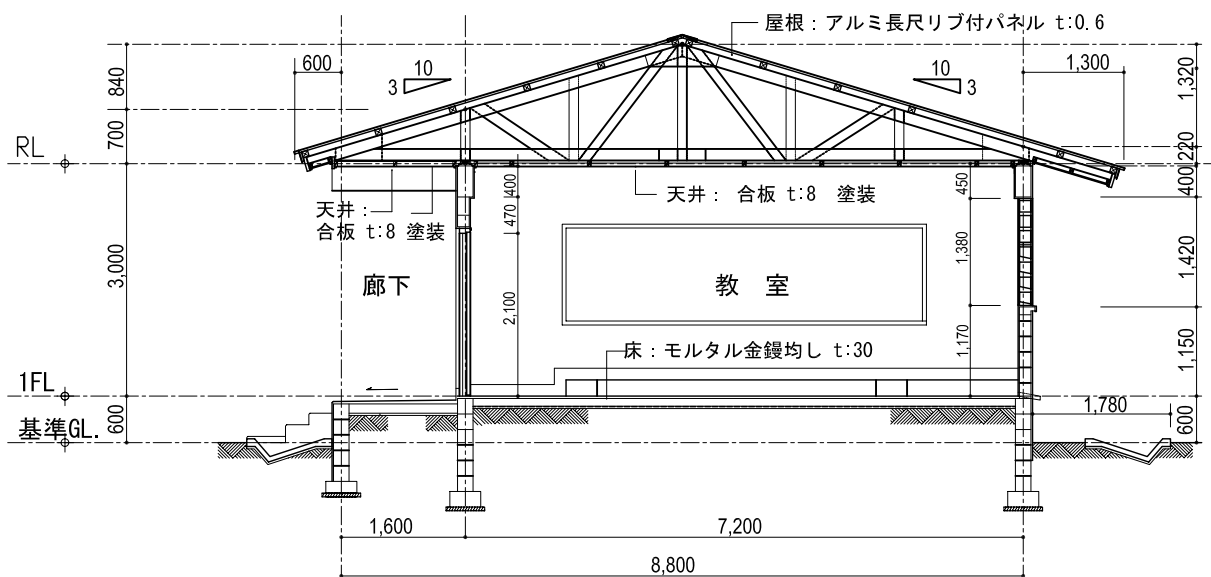 屋根：アルミ長尺リブ付パネル t:0.6
600
10
3
10
3
1,300
840
700
1,320
220
RL
400
470
2,100
450
1,380
1,170
400
1,420
1,150
天井：
合板 t:8 塗装
天井： 合板 t:8 塗装
3,000
廊下
教 室
床：モルタル金鏝均し t:30
1FL
600
基準GL.
1,780
600
1,600
7,200
8,800